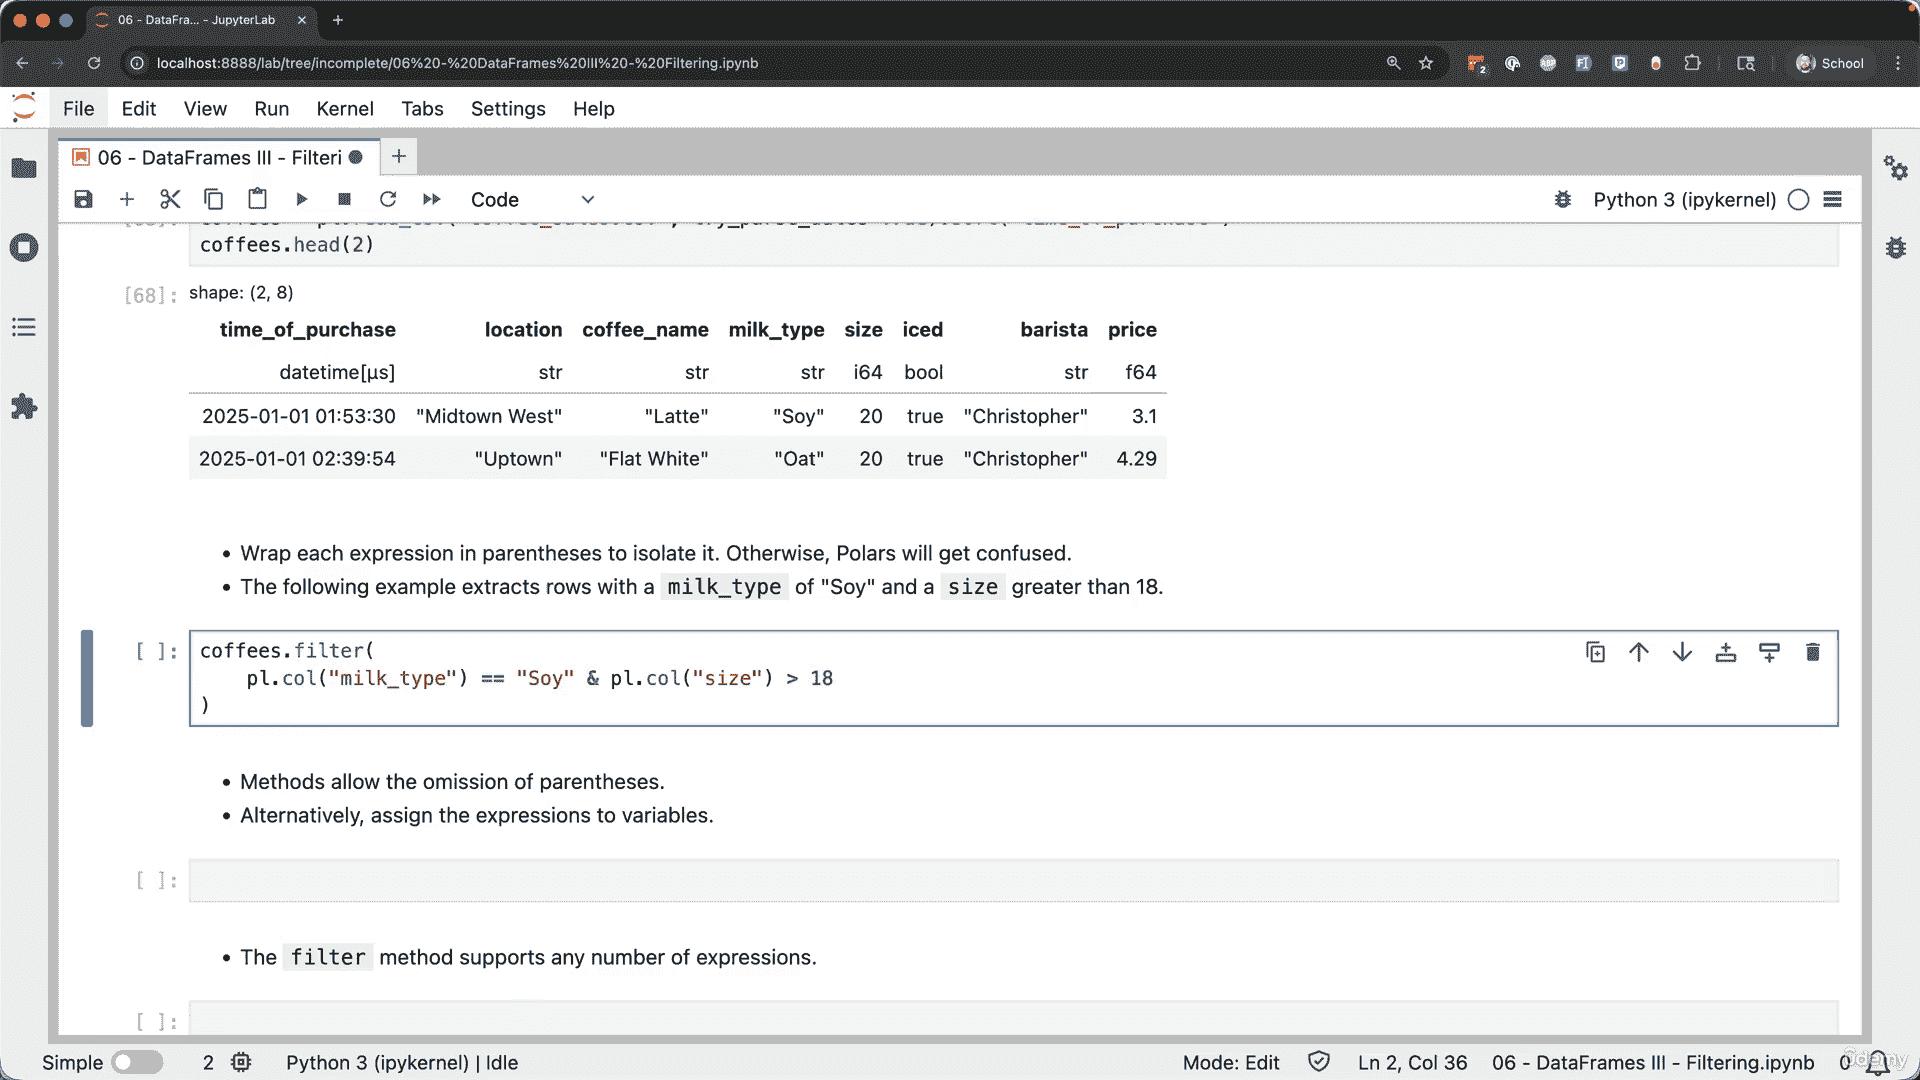 06 - DataFra... - JupyterLab
localhost:8888/lab/tree/incomplete/06%20-%20DataFrames%20III%20-%20Filtering.ipynb
2
ABP
School
File Edit View Run Kernel Tabs Settings Help
06 - DataFrames III - Filteri
Code
Python 3 (ipykernel)
coffees.head(2)
[68]: shape: (2, 8)
time_of_purchase location coffee_name milk_type size iced barista price
datetime[μs] str str str i64 bool str f64
2025-01-01 01:53:30 "Midtown West" "Latte" "Soy" 20 true "Christopher" 3.1
2025-01-01 02:39:54 "Uptown" "Flat White" "Oat" 20 true "Christopher" 4.29
• Wrap each expression in parentheses to isolate it. Otherwise, Polars will get confused.
• The following example extracts rows with a milk_type of "Soy" and a size greater than 18.
[ ]: coffees.filter(
pl.col("milk_type") == "Soy" & pl.col("size") > 18
)
• Methods allow the omission of parentheses.
• Alternatively, assign the expressions to variables.
[ ]:
• The filter method supports any number of expressions.
[ ]:
Simple 2 Python 3 (ipykernel) | Idle Mode: Edit Ln 2, Col 36 06 - DataFrames III - Filtering.ipynb 0
udemy